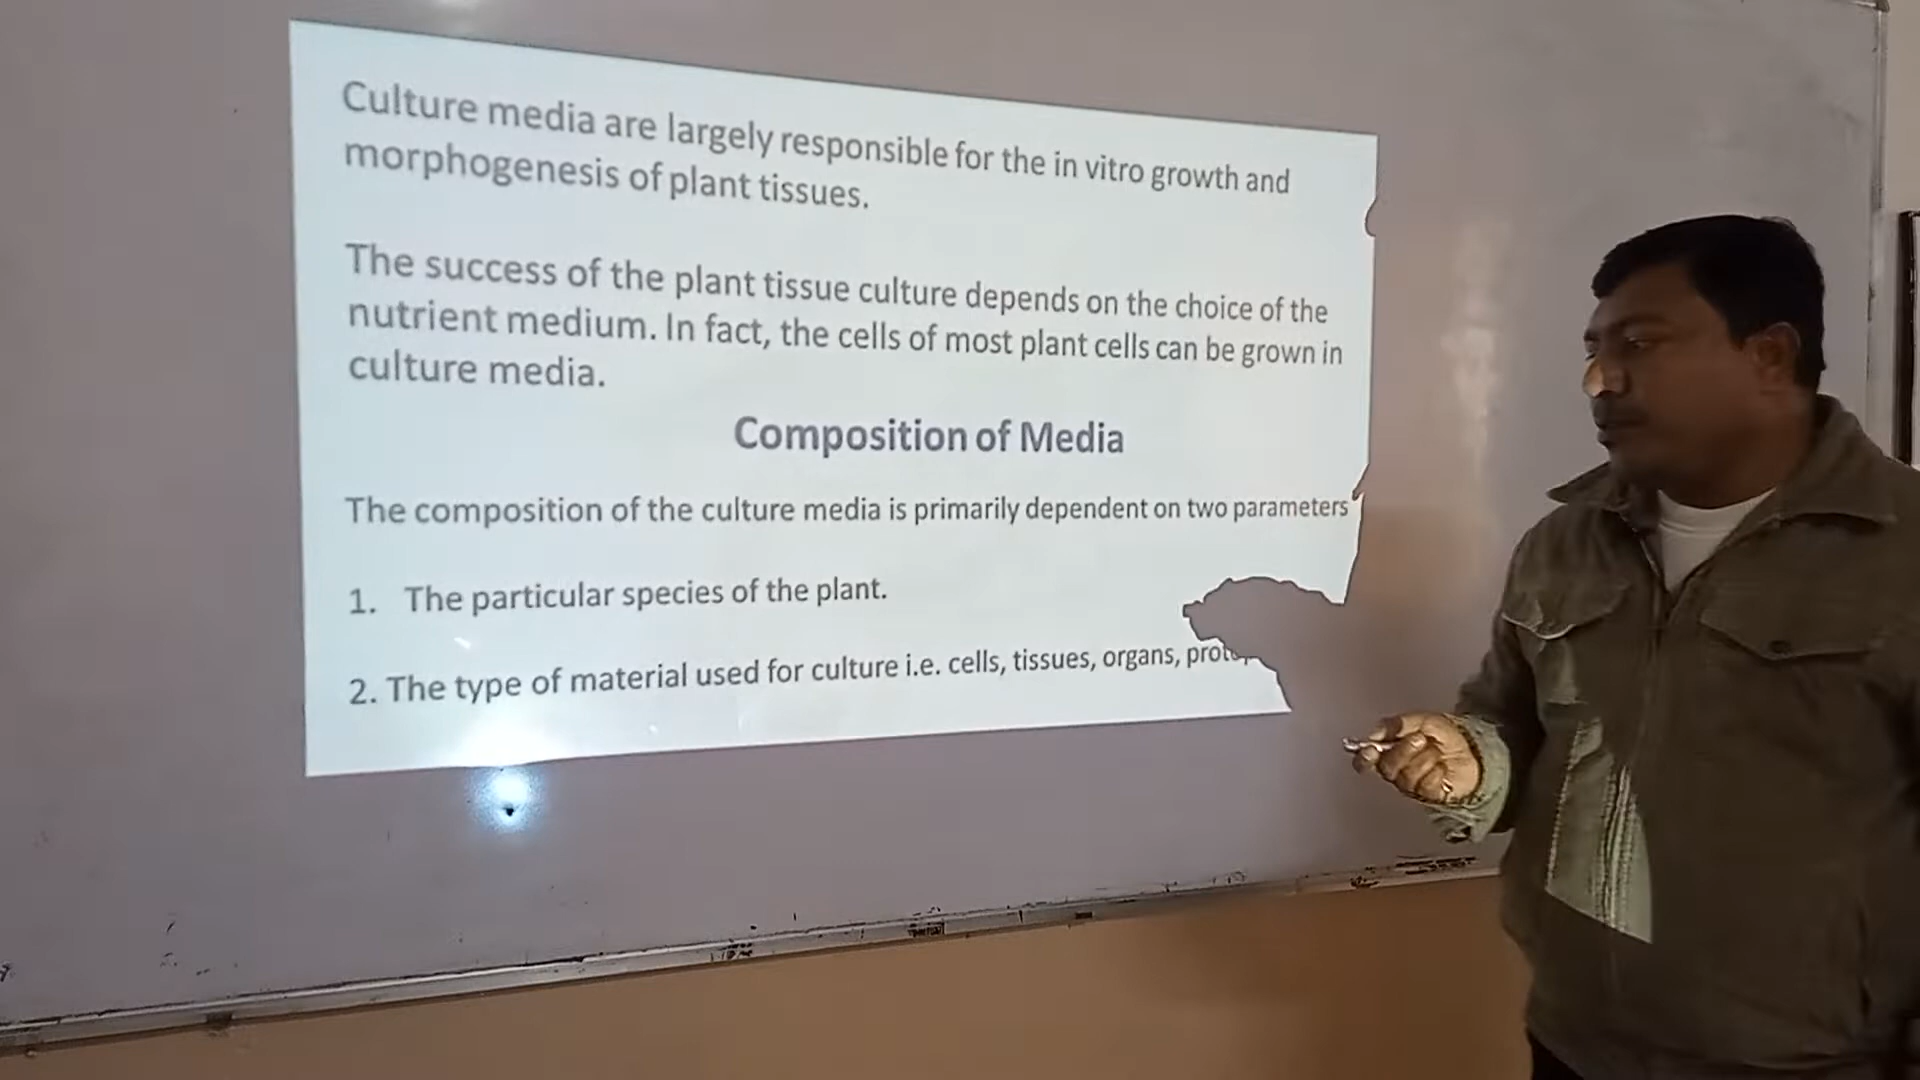 Culture media are largely responsible for the in vitro growth and
morphogenesis of plant tissues.
The success of the plant tissue culture depends on the choice of the
nutrient medium. In fact, the cells of most plant cells can be grown in
culture media.
Composition of Media
The composition of the culture media is primarily dependent on two parameters
1. The particular species of the plant.
2. The type of material used for culture i.e. cells, tissues, organs,